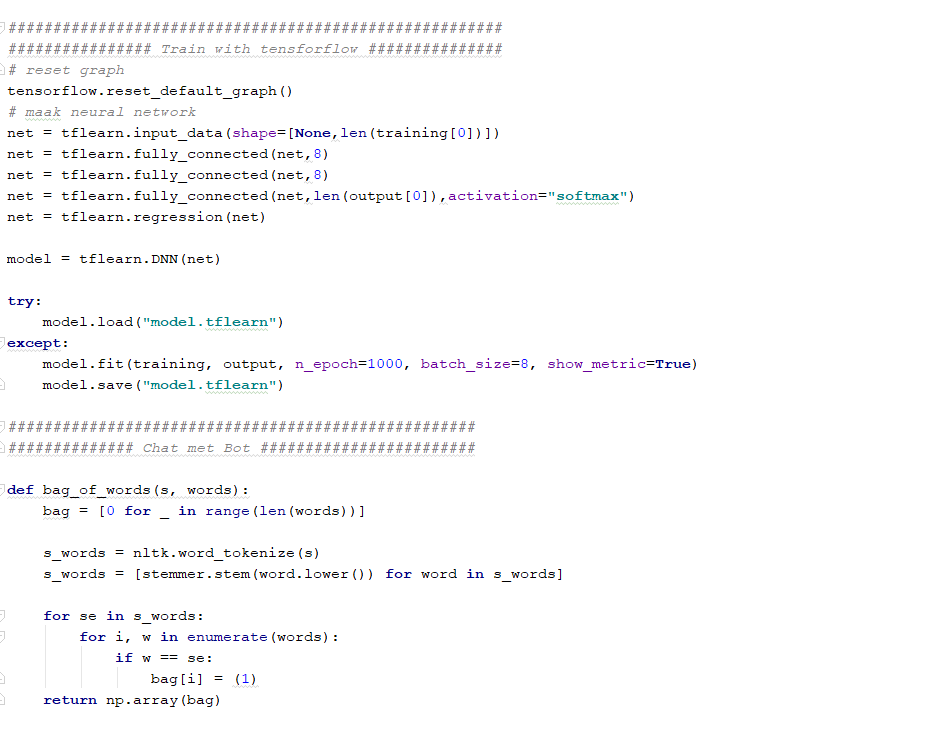 #######################################################
################ Train with tensforflow ###############
# reset graph
tensorflow.reset_default_graph()
# maak neural network
net = tflearn.input_data(shape=[None,len(training[0])])
net = tflearn.fully_connected(net,8)
net = tflearn.fully_connected(net,8)
net = tflearn.fully_connected(net,len(output[0]),activation="softmax")
net = tflearn.regression(net)

model = tflearn.DNN(net)

try:
    model.load("model.tflearn")
except:
    model.fit(training, output, n_epoch=1000, batch_size=8, show_metric=True)
    model.save("model.tflearn")

####################################################
############## Chat met Bot ########################

def bag_of_words(s, words):
    bag = [0 for _ in range(len(words))]

    s_words = nltk.word_tokenize(s)
    s_words = [stemmer.stem(word.lower()) for word in s_words]

    for se in s_words:
        for i, w in enumerate(words):
            if w == se:
                bag[i] = (1)
    return np.array(bag)